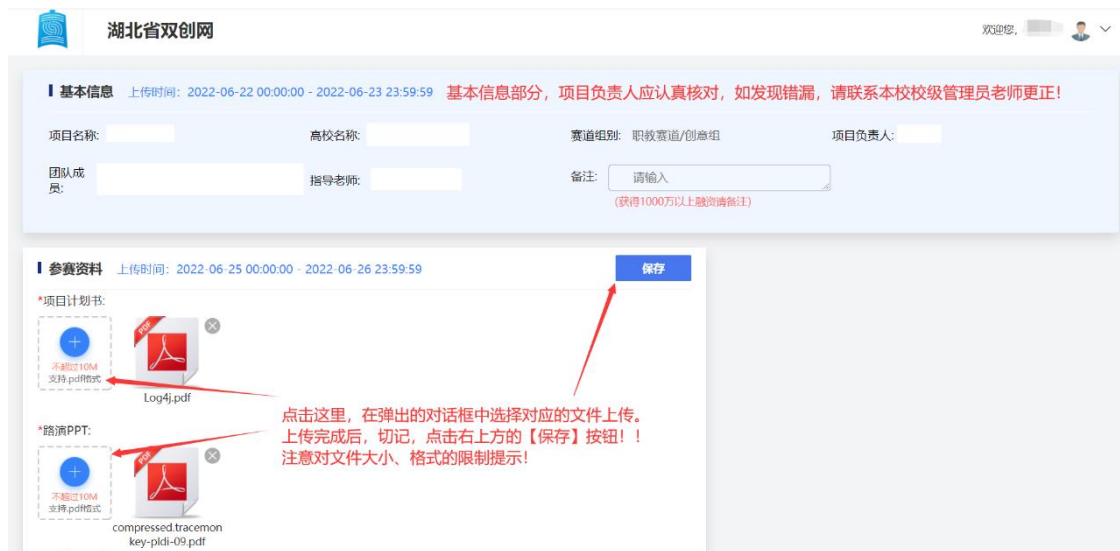 湖北省双创网
欢迎您,
基本信息 上传时间: 2022-06-22 00:00:00 - 2022-06-23 23:59:59 基本信息部分，项目负责人应认真核对，如发现错漏，请联系本校校级管理员老师更正！
项目名称: 高校名称: 赛道组别: 职教赛道/创意组 项目负责人:
团队成
员: 指导老师: 备注: 请输入
(获得1000万以上融资请备注)
参赛资料 上传时间: 2022-06-25 00:00:00 - 2022-06-26 23:59:59 保存
*项目计划书:
PDF
不超过10M
支持.pdf格式
Log4j.pdf
点击这里，在弹出的对话框中选择对应的文件上传。
上传完成后，切记，点击右上方的【保存】按钮！！
注意对文件大小、格式的限制提示！
*路演PPT:
PDF
不超过10M
支持.pdf格式
compressed.tracemon
key-pldi-09.pdf